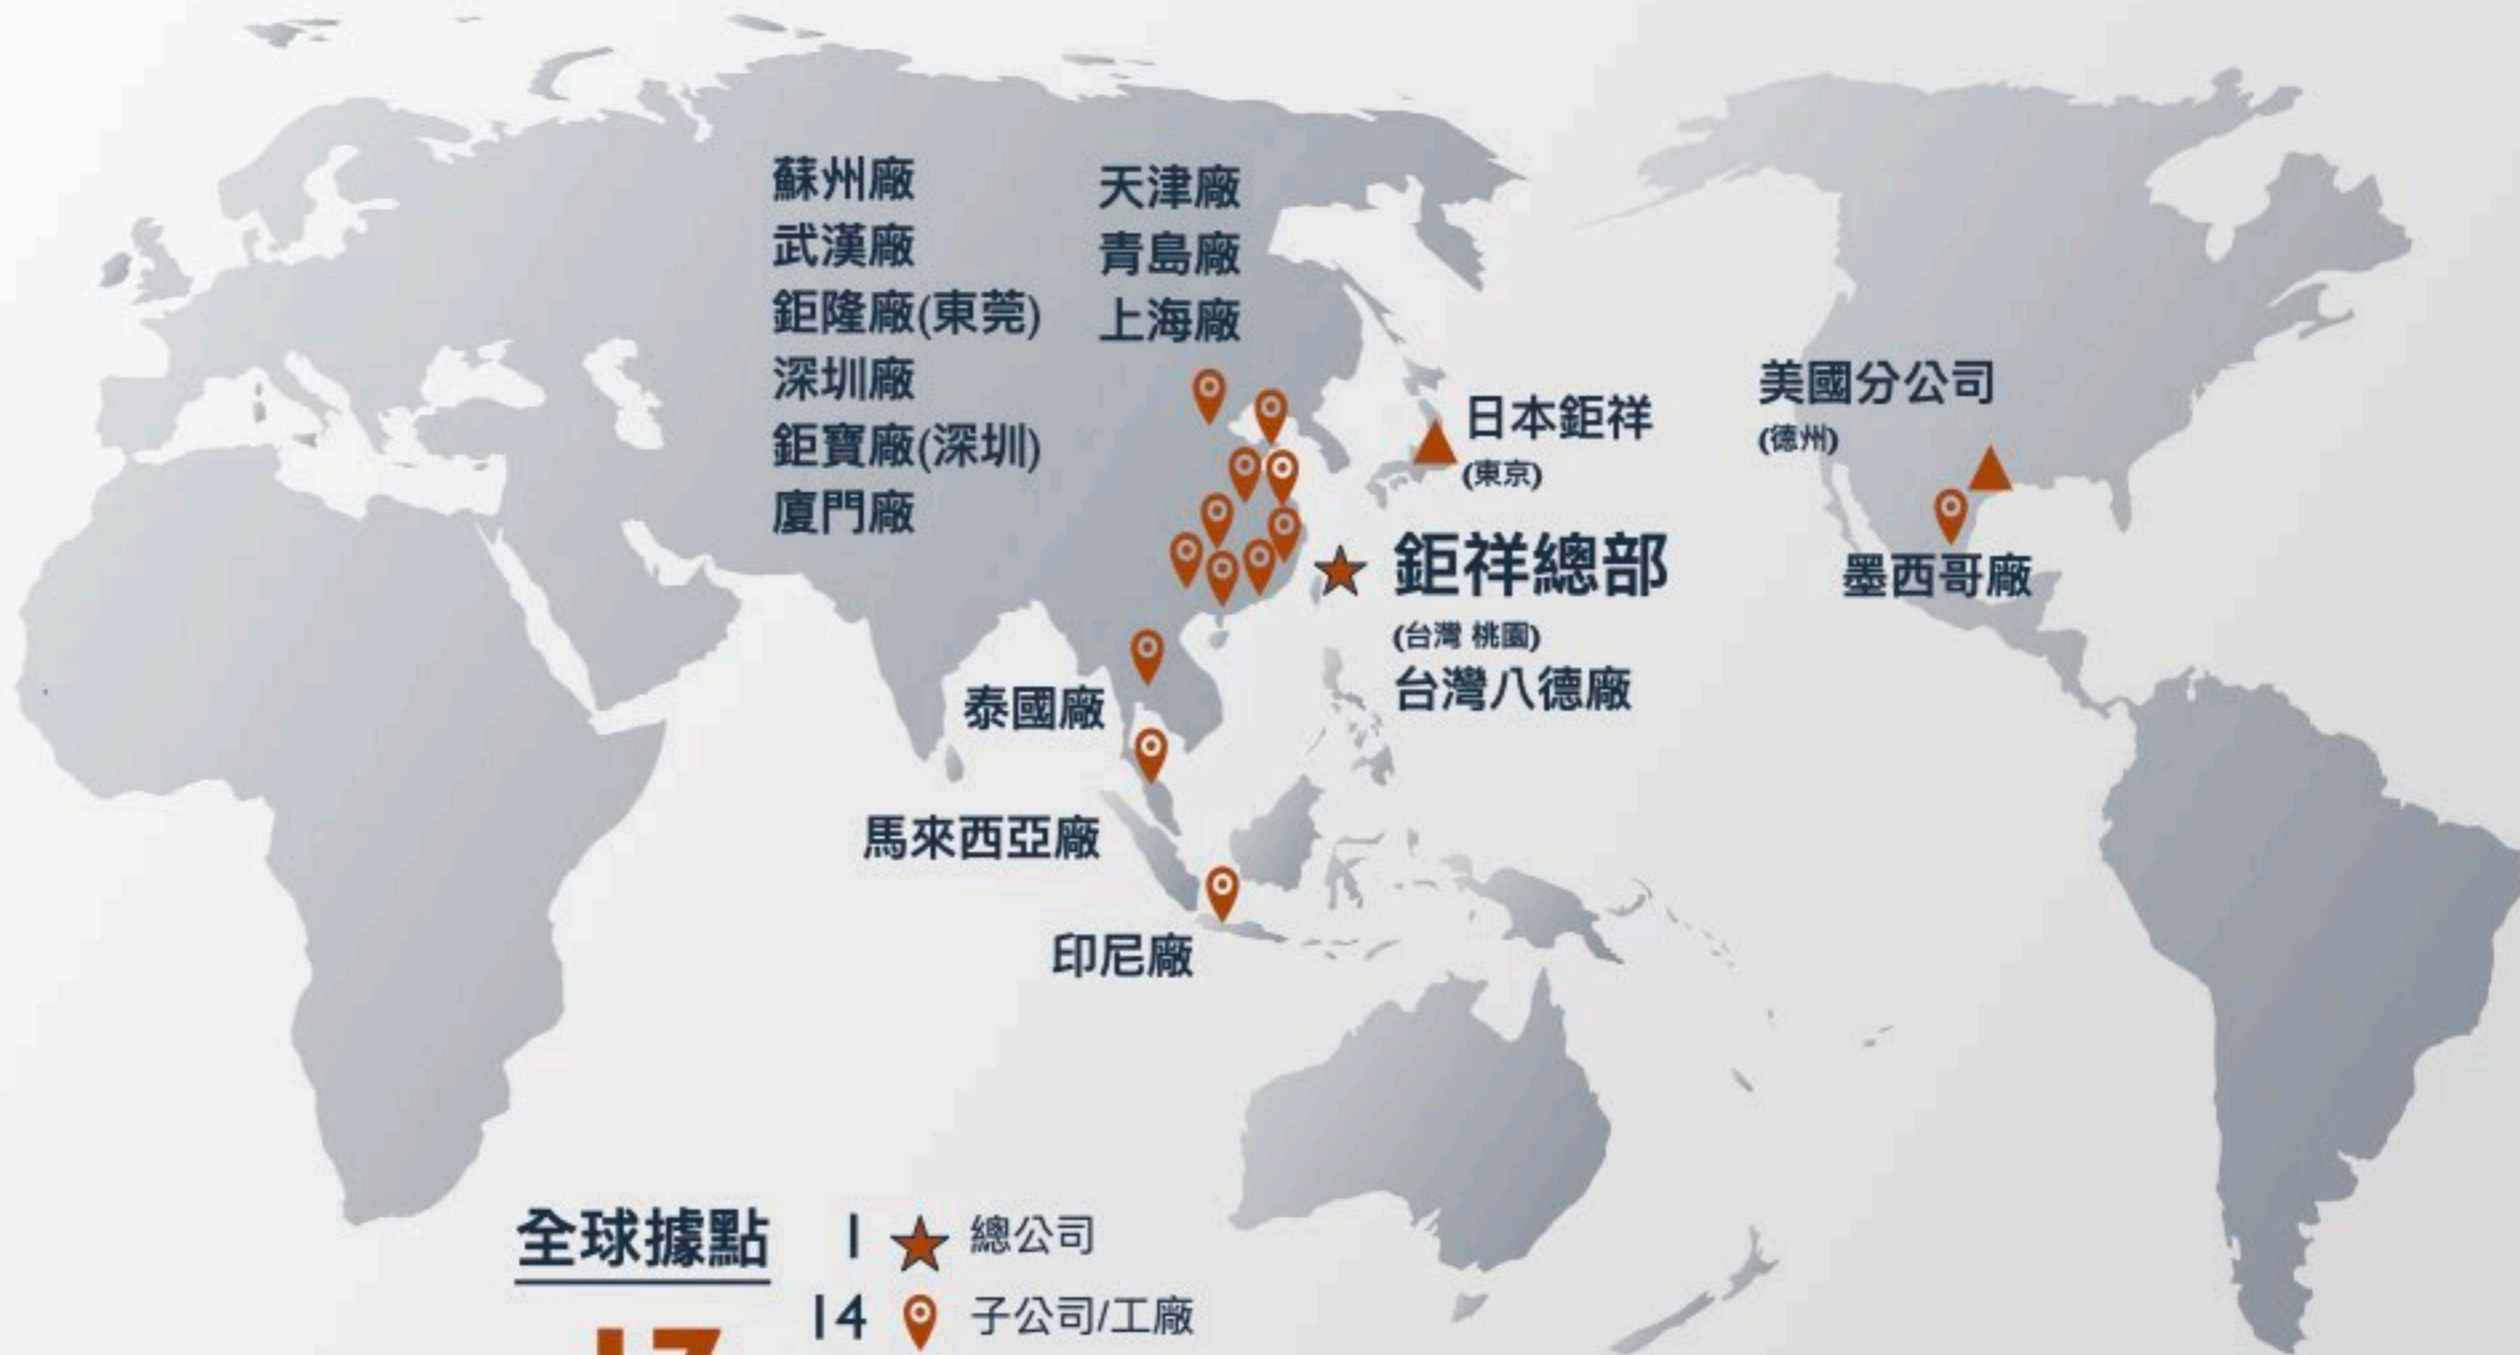 蘇州廠
武漢廠
鉅隆廠(東莞)
深圳廠
鉅寶廠(深圳)
廈門廠
天津廠
青島廠
上海廠
日本鉅祥
(東京)
美國分公司
(德州)
墨西哥廠
鉅祥總部
(台灣 桃園)
台灣八德廠
泰國廠
馬來西亞廠
印尼廠
全球據點
1 總公司
14 子公司/工廠